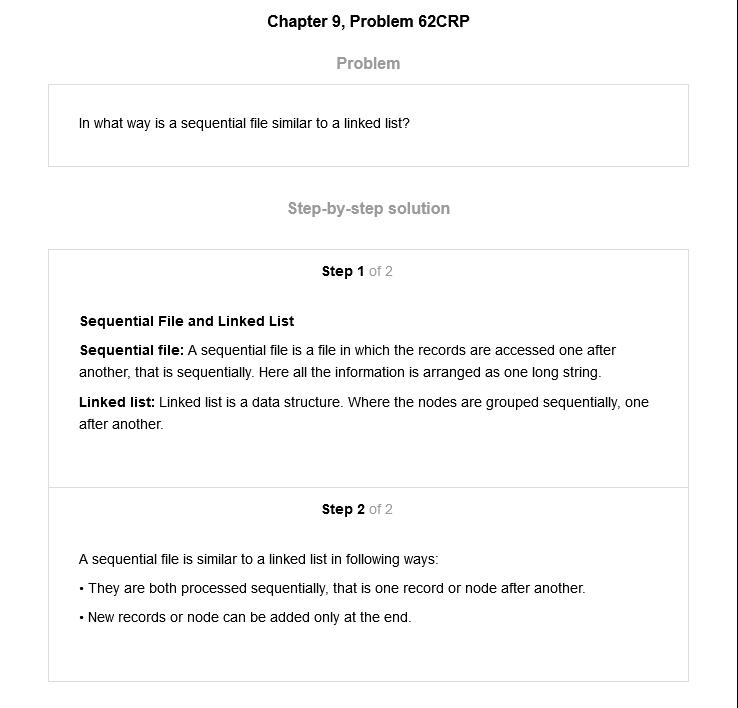 Chapter 9, Problem 62CRP
Problem
In what way is a sequential file similar to a linked list?
Step-by-step solution
Step 1 of 2
Sequential File and Linked List
Sequential file: A sequential file is a file in which the records are accessed one after
another, that is sequentially. Here all the information is arranged as one long string.
Linked list: Linked list is a data structure. Where the nodes are grouped sequentially, one
after another.
Step 2 of 2
A sequential file is similar to a linked list in following ways:
• They are both processed sequentially, that is one record or node after another.
• New records or node can be added only at the end.